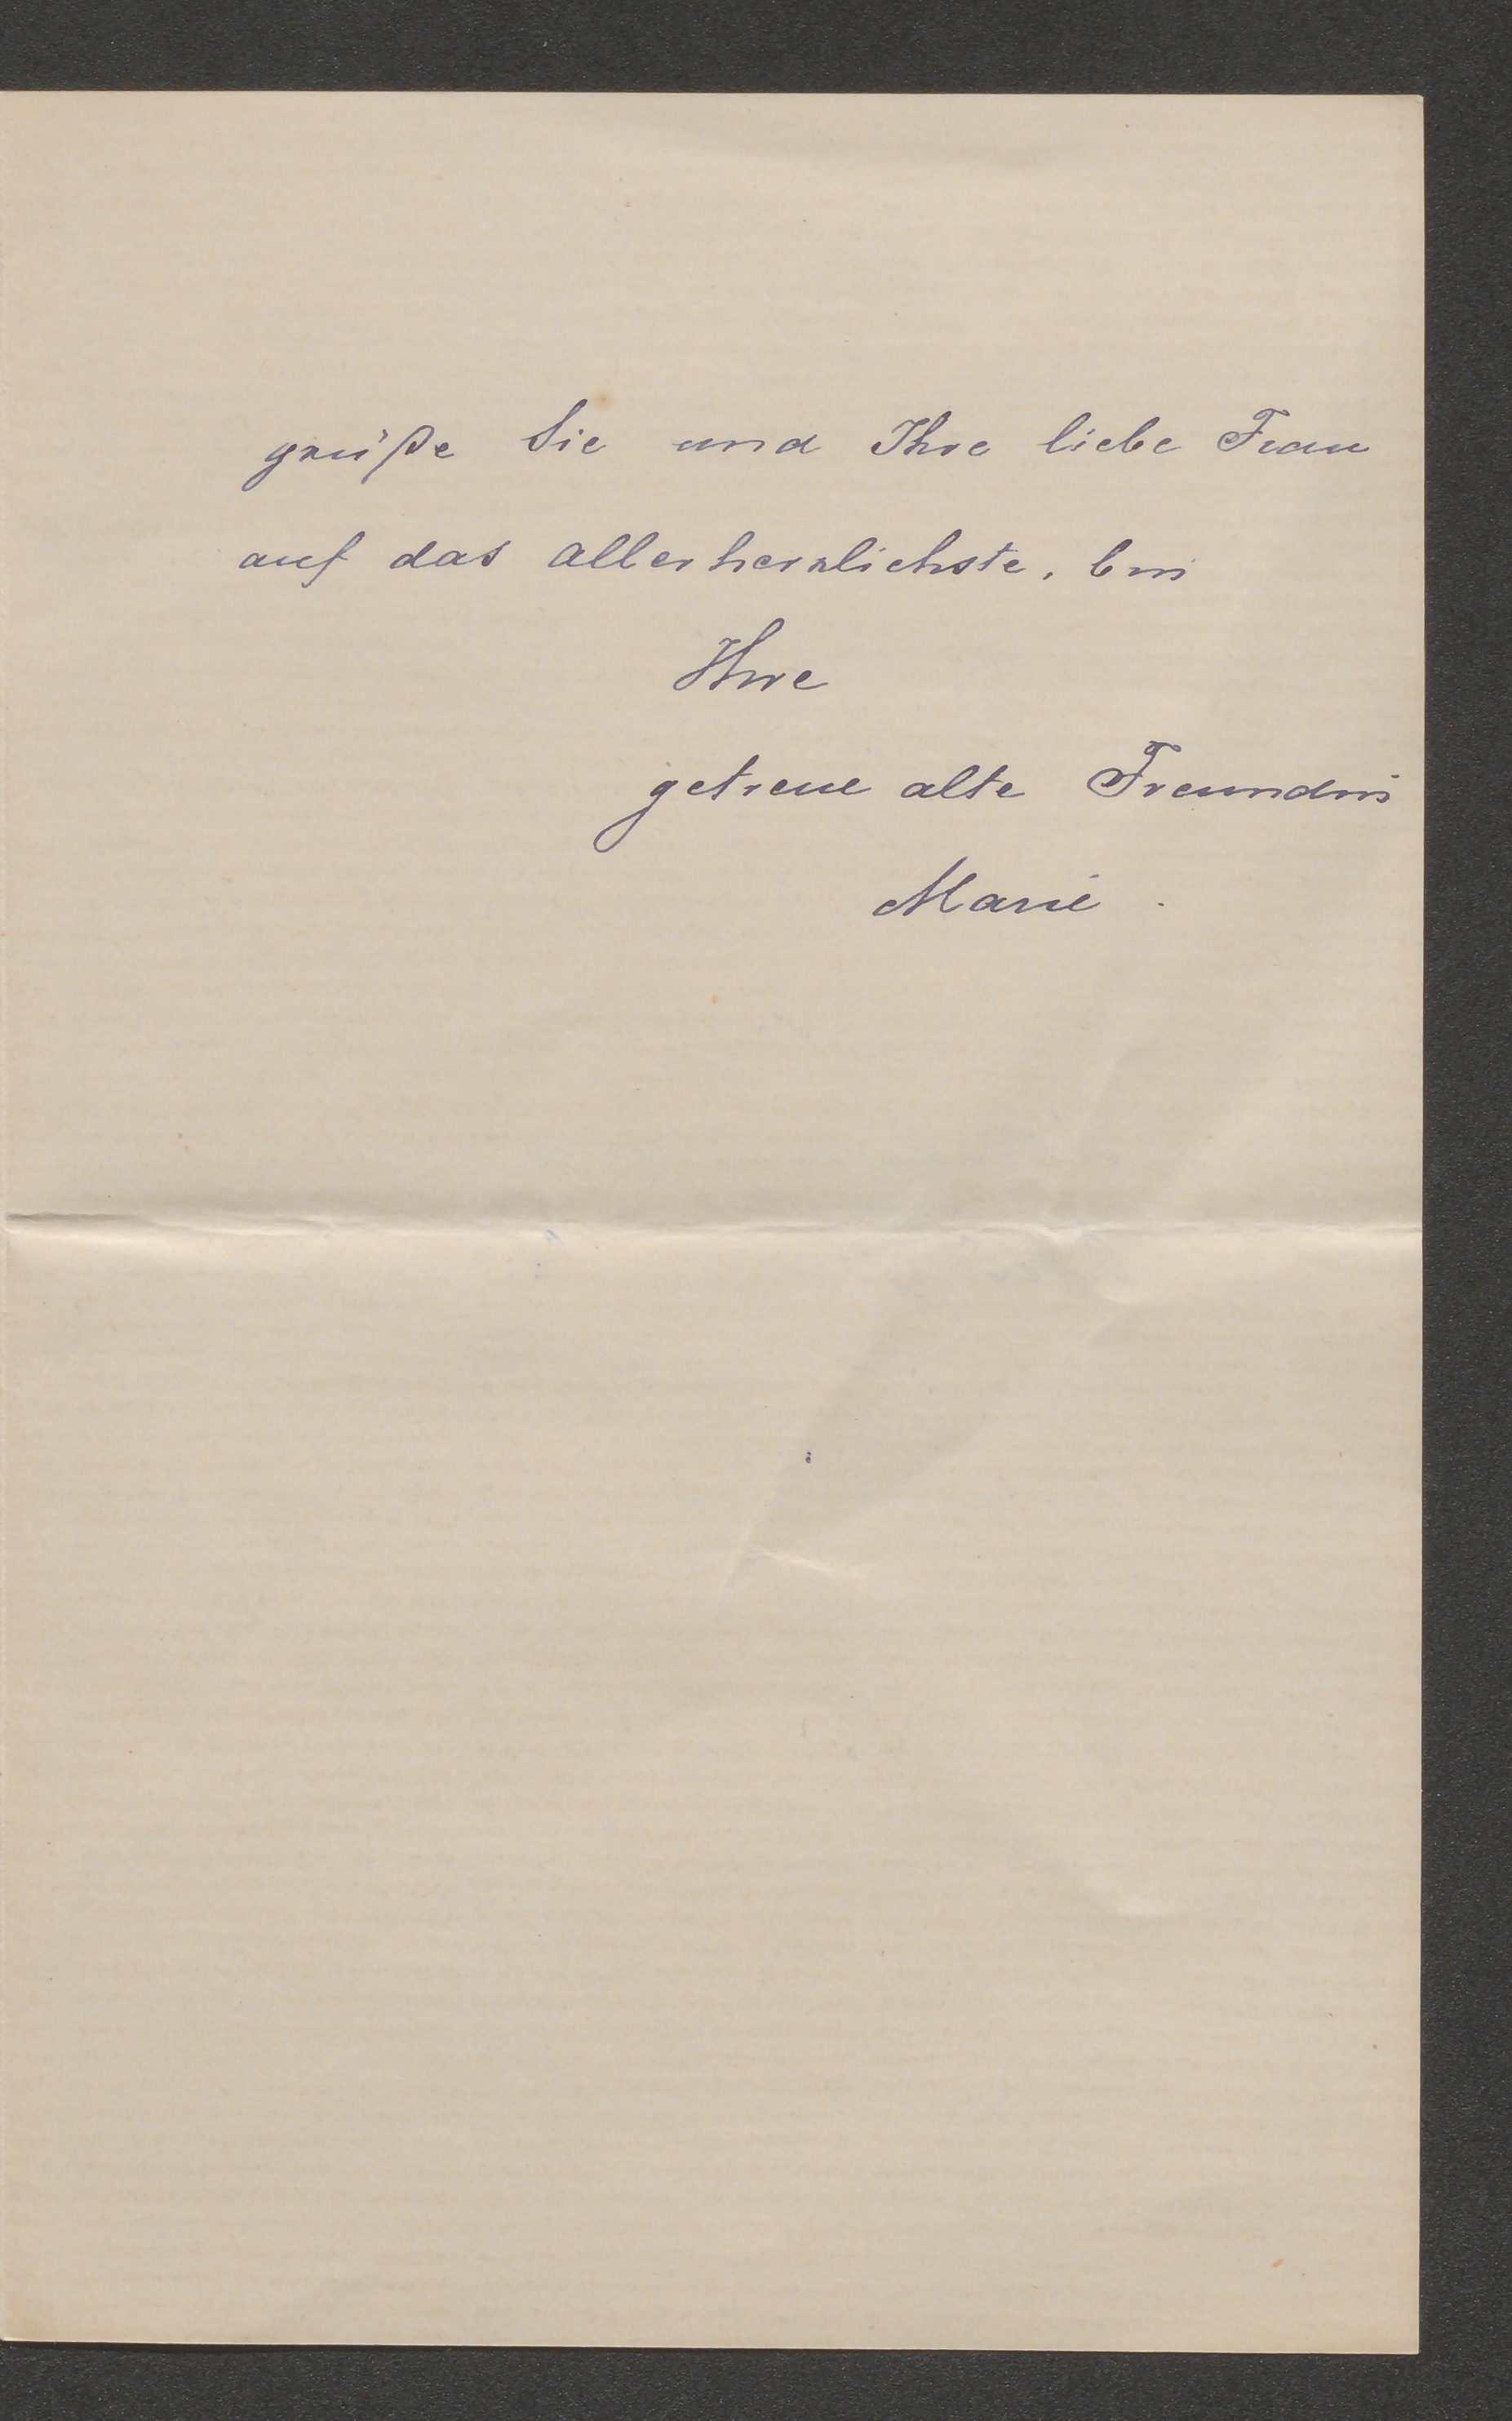 grüße Sie und Ihre liebe Frau
auf das allerherzlichste, bin
Ihre
getreue alte Freundin
Marie.